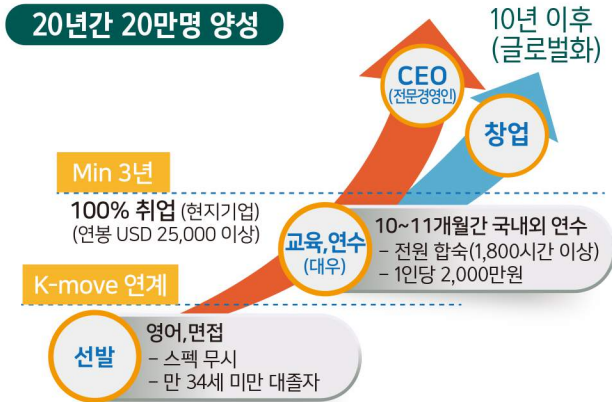 20년간 20만명 양성
10년 이후
(글로벌화)
CEO
(전문경영인)
창업
Min 3년
100% 취업 (현지기업)
(연봉 USD 25,000 이상)
교육,연수
(대우)
10~11개월간 국내외 연수
– 전원 합숙(1,800시간 이상)
– 1인당 2,000만원
K-move 연계
선발
영어,면접
– 스펙 무시
– 만 34세 미만 대졸자